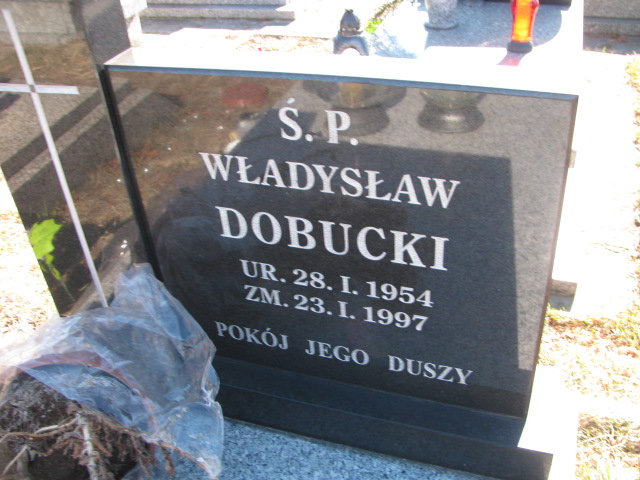 Ś. P.
WŁADYSŁAW
DOBUCKI
UR. 28. I. 1954
ZM. 23. I. 1997
POKÓJ JEGO DUSZY